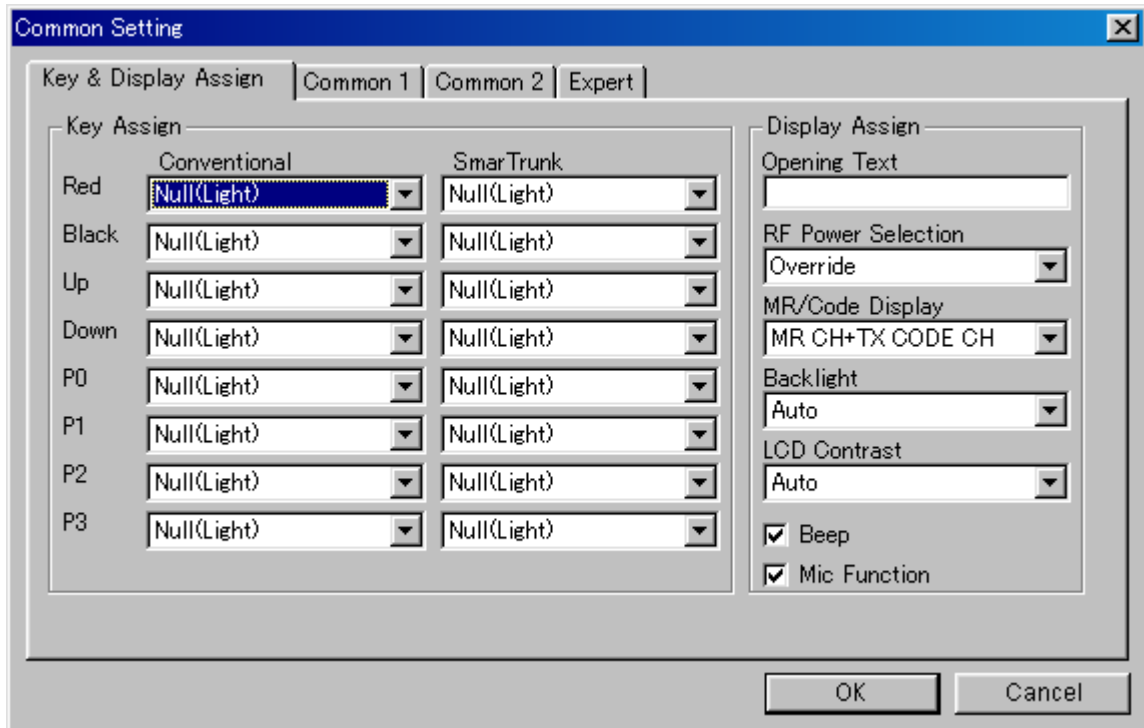 Common Setting
Key & Display Assign Common 1 Common 2 Expert
Key Assign
Conventional SmarTrunk
Red Null(Light) Null(Light)
Black Null(Light) Null(Light)
Up Null(Light) Null(Light)
Down Null(Light) Null(Light)
P0 Null(Light) Null(Light)
P1 Null(Light) Null(Light)
P2 Null(Light) Null(Light)
P3 Null(Light) Null(Light)
Display Assign
Opening Text
RF Power Selection
Override
MR/Code Display
MR CH+TX CODE CH
Backlight
Auto
LCD Contrast
Auto
Beep
Mic Function
OK Cancel